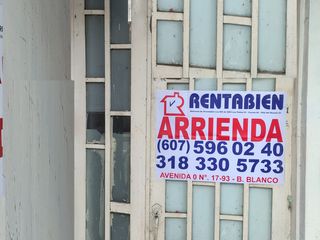 RENTABIEN
ARRIENDA
(607) 596 02 40
318 330 5733
AVENIDA 0 N°. 17-93 - B. BLANCO